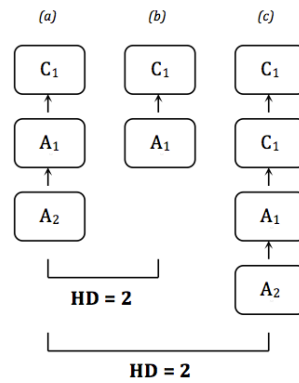 (a) (b) (c)
C₁ C₁ C₁
A₁ A₁ C₁
A₂ A₁
A₂
HD = 2
HD = 2